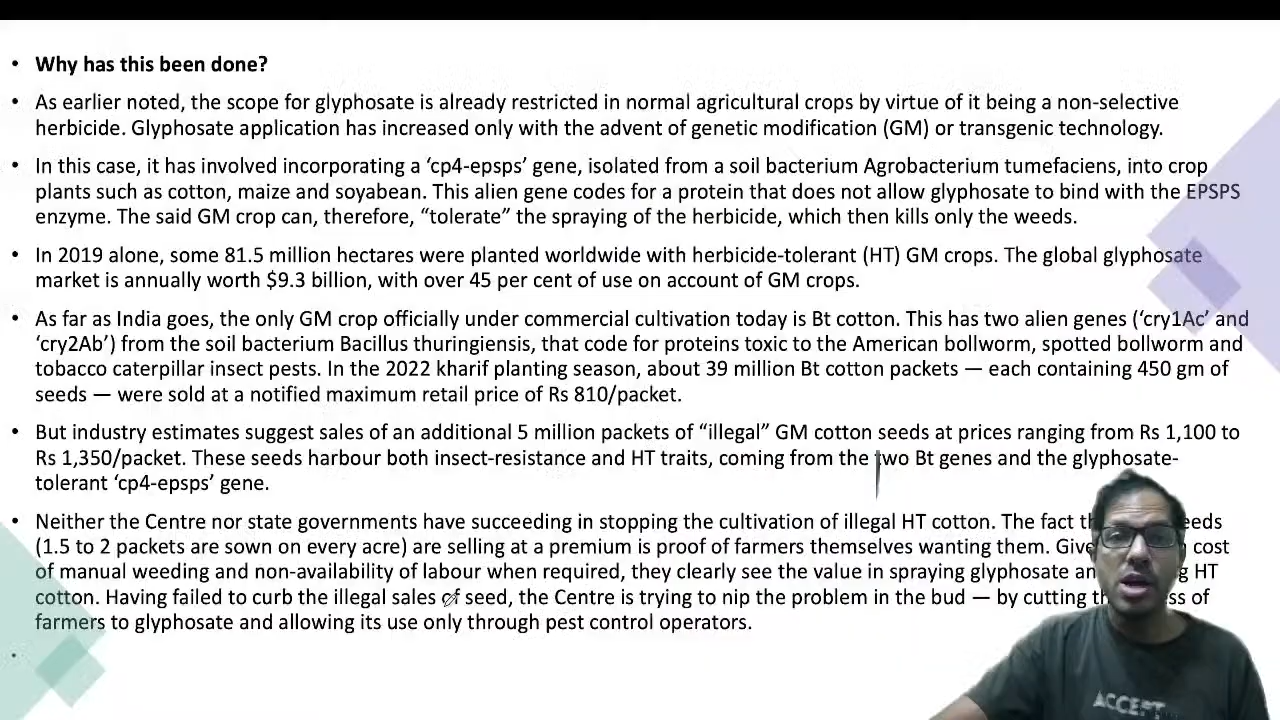 • Why has this been done?
• As earlier noted, the scope for glyphosate is already restricted in normal agricultural crops by virtue of it being a non-selective
herbicide. Glyphosate application has increased only with the advent of genetic modification (GM) or transgenic technology.
• In this case, it has involved incorporating a ‘cp4-epsps’ gene, isolated from a soil bacterium Agrobacterium tumefaciens, into crop
plants such as cotton, maize and soyabean. This alien gene codes for a protein that does not allow glyphosate to bind with the EPSPS
enzyme. The said GM crop can, therefore, “tolerate” the spraying of the herbicide, which then kills only the weeds.
• In 2019 alone, some 81.5 million hectares were planted worldwide with herbicide-tolerant (HT) GM crops. The global glyphosate
market is annually worth $9.3 billion, with over 45 per cent of use on account of GM crops.
• As far as India goes, the only GM crop officially under commercial cultivation today is Bt cotton. This has two alien genes (‘cry1Ac’ and
‘cry2Ab’) from the soil bacterium Bacillus thuringiensis, that code for proteins toxic to the American bollworm, spotted bollworm and
tobacco caterpillar insect pests. In the 2022 kharif planting season, about 39 million Bt cotton packets — each containing 450 gm of
seeds — were sold at a notified maximum retail price of Rs 810/packet.
• But industry estimates suggest sales of an additional 5 million packets of “illegal” GM cotton seeds at prices ranging from Rs 1,100 to
Rs 1,350/packet. These seeds harbour both insect-resistance and HT traits, coming from the two Bt genes and the glyphosate-
tolerant ‘cp4-epsps’ gene.
• Neither the Centre nor state governments have succeeding in stopping the cultivation of illegal HT cotton. The fact
(1.5 to 2 packets are sown on every acre) are selling at a premium is proof of farmers themselves wanting them. cost
of manual weeding and non-availability of labour when required, they clearly see the value in spraying glyphosate HT
cotton. Having failed to curb the illegal sales of seed, the Centre is trying to nip the problem in the bud — by cutting of
farmers to glyphosate and allowing its use only through pest control operators.
ACCEPT